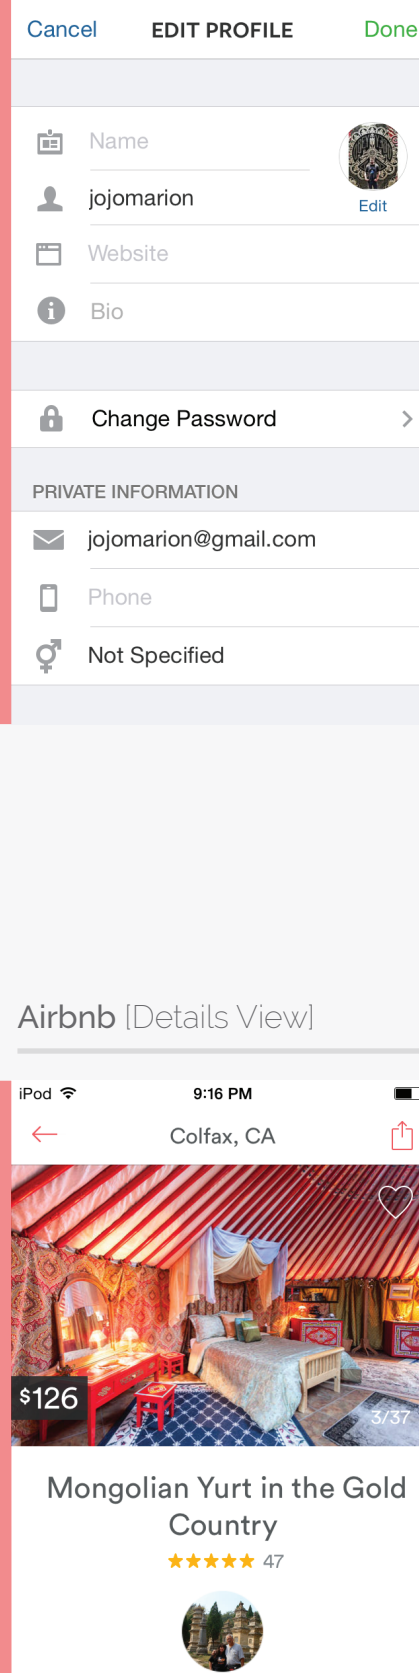 Cancel EDIT PROFILE Done
Name
jojomarion
Edit
Website
Bio
Change Password
PRIVATE INFORMATION
jojomarion@gmail.com
Phone
Not Specified
Airbnb [Details View]
iPod 9:16 PM
Colfax, CA
$126
3/37
Mongolian Yurt in the Gold
Country
47